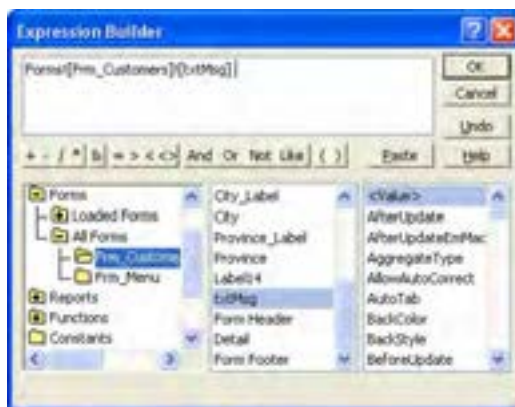 Expression Builder
Forms![Frm_Customers]![txtMsg]
OK
Cancel
Undo
Help
+ - / * & = > < <> And Or Not Like ( ) Paste
Forms
Loaded Forms
All Forms
Frm_Custome
Frm_Menu
Reports
Functions
Constants
City_Label
City
Province_Label
Province
Label14
txtMsg
Form Header
Detail
Form Footer
<Value>
AfterUpdate
AfterUpdateEmMac
AggregateType
AllowAutoCorrect
AutoTab
BackColor
BackStyle
BeforeUpdate